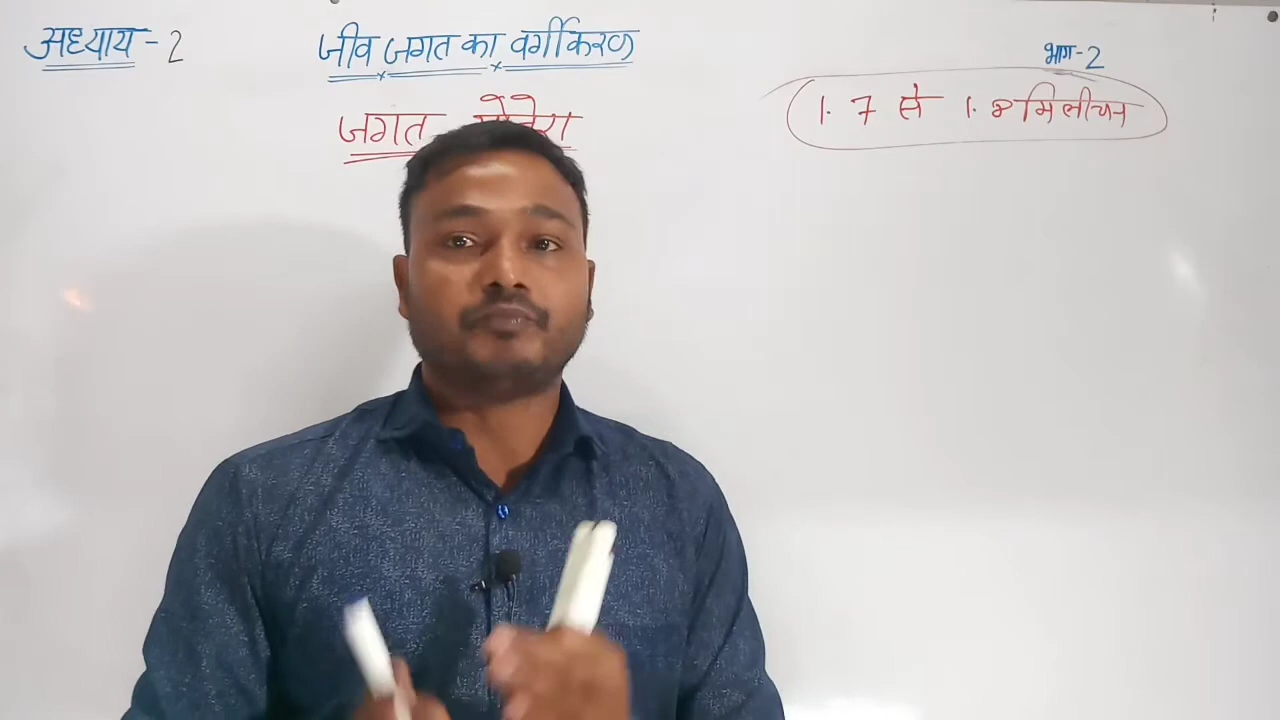 अध्याय - 2
जीव जगत का वर्गीकरण
भाग - 2
जगत
1.7 से 1.8 मिलीयन